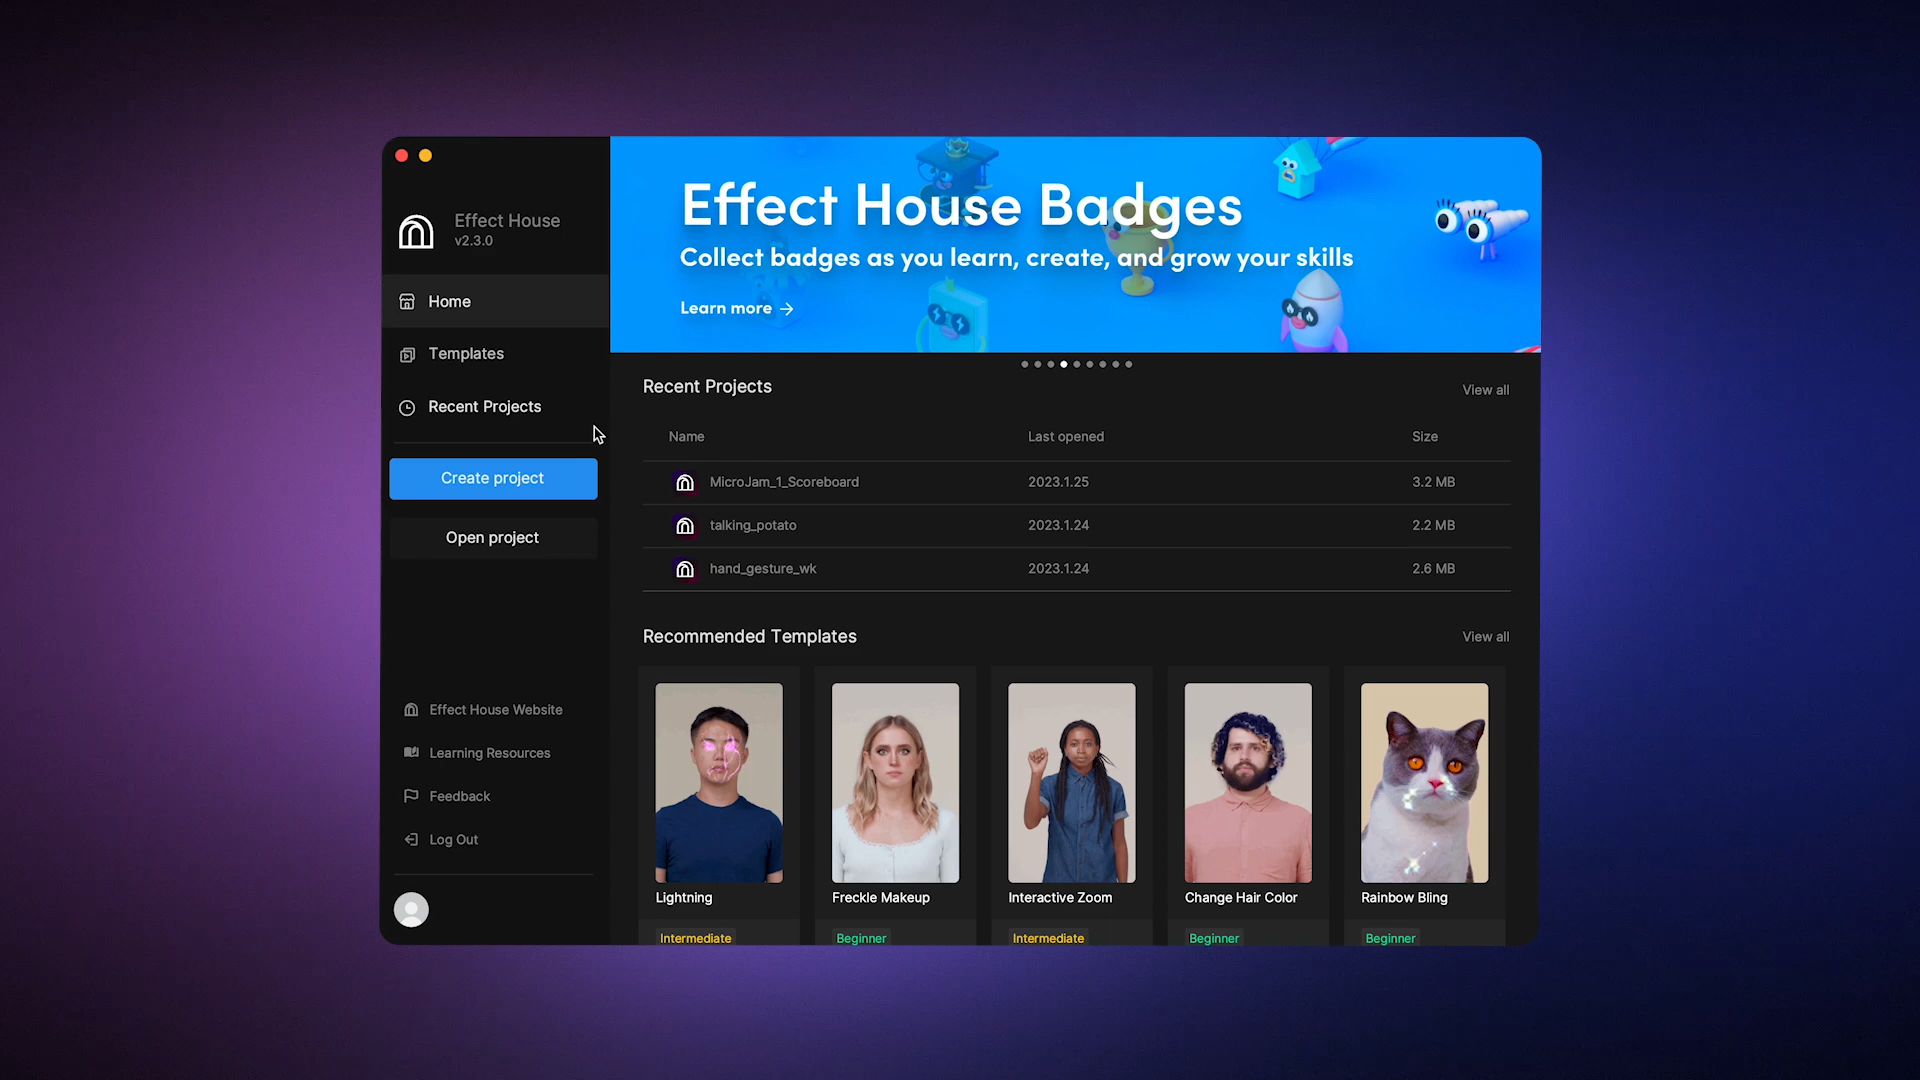 Effect House
v2.3.0
Home
Templates
Recent Projects
Create project
Open project
Effect House Website
Learning Resources
Feedback
Log Out
Effect House Badges
Collect badges as you learn, create, and grow your skills
Learn more →
Recent Projects
View all
Name Last opened Size
MicroJam_1_Scoreboard 2023.1.25 3.2 MB
talking_potato 2023.1.24 2.2 MB
hand_gesture_wk 2023.1.24 2.6 MB
Recommended Templates
View all
Lightning Freckle Makeup Interactive Zoom Change Hair Color Rainbow Bling
Intermediate Beginner Intermediate Beginner Beginner